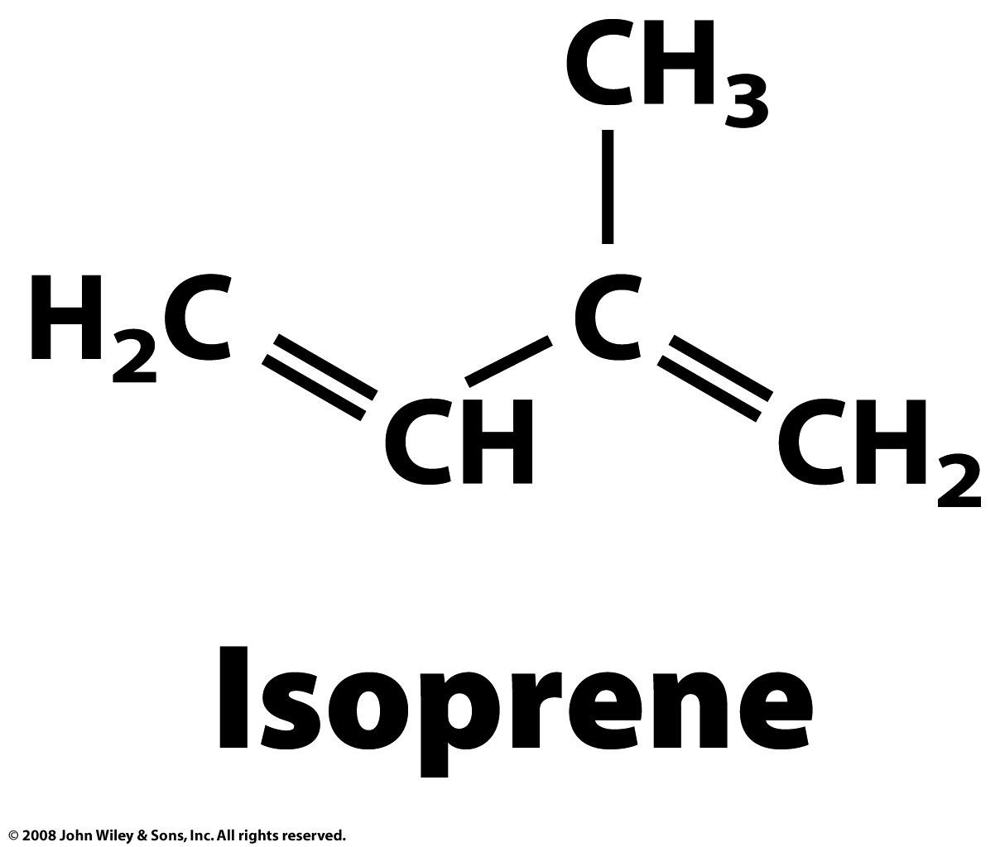 CH₃
H₂C C
CH CH₂
Isoprene
© 2008 John Wiley & Sons, Inc. All rights reserved.